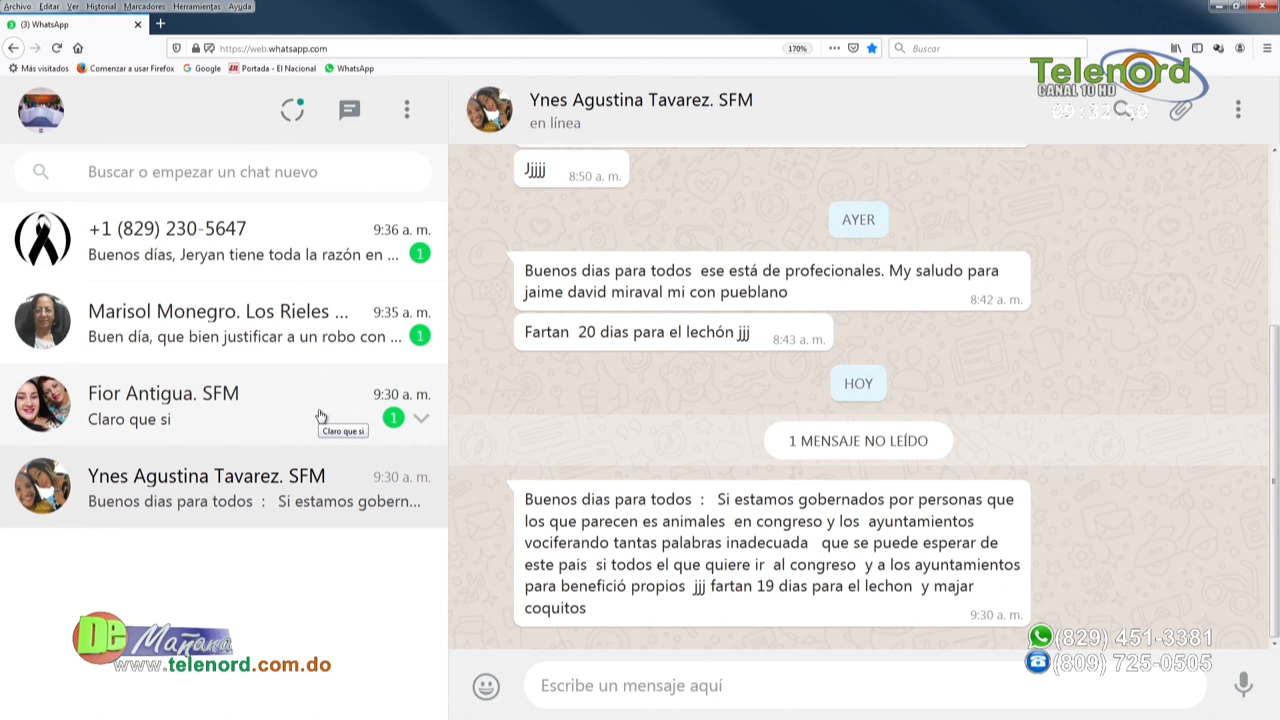 Archivo Editar Ver Historial Marcadores Herramientas Ayuda
(3) WhatsApp
https://web.whatsapp.com
170%
Buscar
Más visitados
Comenzar a usar Firefox
Google
Portada - El Nacional
WhatsApp
Telenord
CANAL 10 HD
Ynes Agustina Tavarez. SFM
en línea
Buscar o empezar un chat nuevo
+1 (829) 230-5647
9:36 a. m.
Buenos días, Jeryan tiene toda la razón en ...
1
Marisol Monegro. Los Rieles ...
9:35 a. m.
Buen día, que bien justificar a un robo con ...
1
Fior Antigua. SFM
9:30 a. m.
Claro que si
1
Claro que si
Ynes Agustina Tavarez. SFM
9:30 a. m.
Buenos dias para todos : Si estamos gobern...
Jjjjj
8:50 a. m.
AYER
Buenos dias para todos ese está de profecionales. My saludo para
jaime david miraval mi con pueblano
8:42 a. m.
Fartan 20 dias para el lechón jjj
8:43 a. m.
HOY
1 MENSAJE NO LEÍDO
Buenos dias para todos : Si estamos gobernados por personas que
los que parecen es animales en congreso y los ayuntamientos
vociferando tantas palabras inadecuada que se puede esperar de
este pais si todos el que quiere ir al congreso y a los ayuntamientos
para benefició propios jjj fartan 19 dias para el lechon y majar
coquitos
9:30 a. m.
De Mañana
www.telenord.com.do
(829) 451-3381
(809) 725-0505
Escribe un mensaje aquí